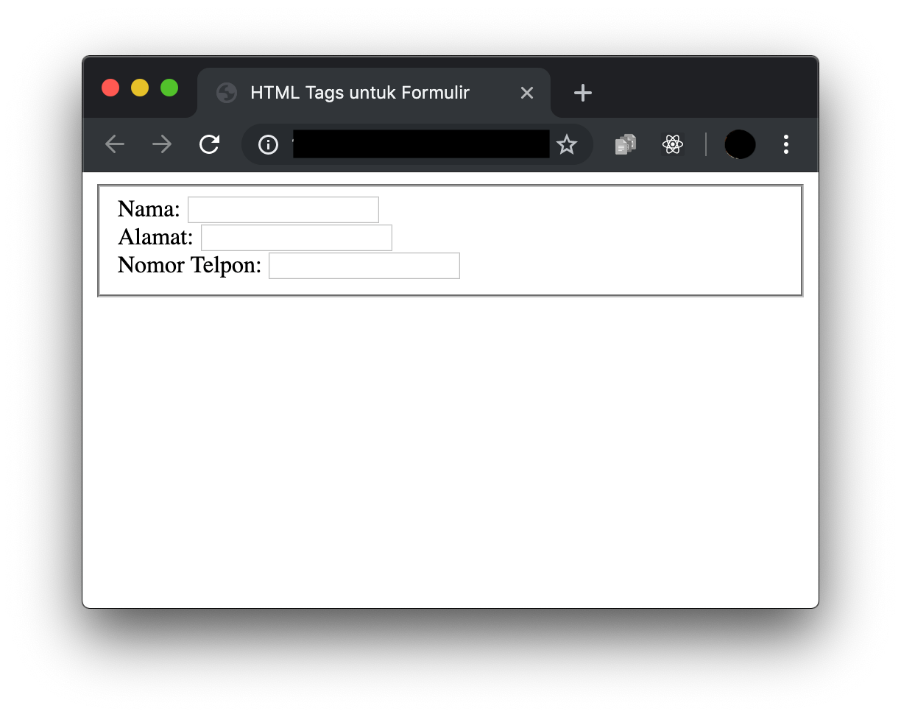 HTML Tags untuk Formulir
Nama:
Alamat:
Nomor Telpon: